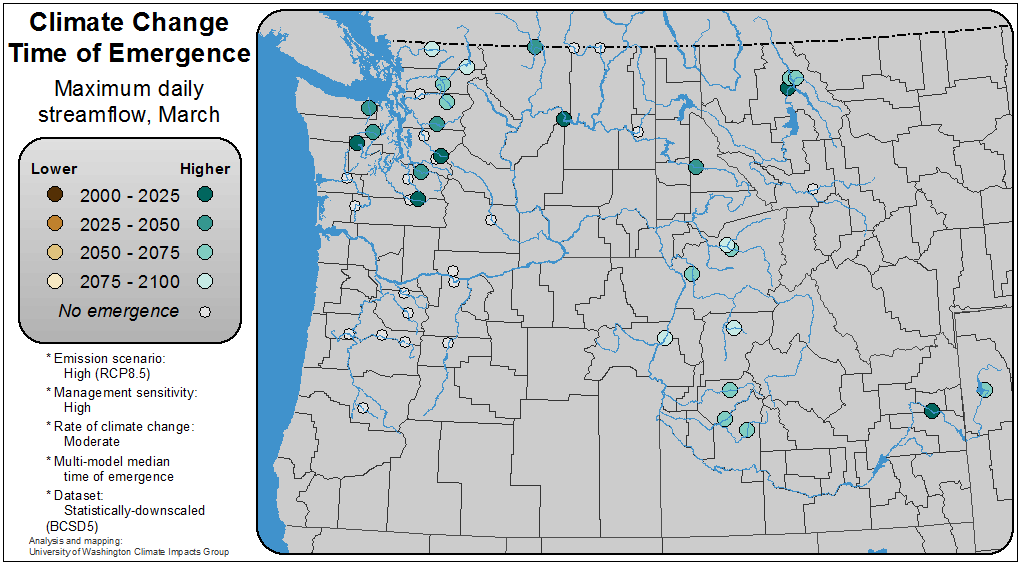 Climate Change
Time of Emergence
Maximum daily
streamflow, March
Lower Higher
2000 - 2025
2025 - 2050
2050 - 2075
2075 - 2100
No emergence
* Emission scenario:
High (RCP8.5)
* Management sensitivity:
High
* Rate of climate change:
Moderate
* Multi-model median
time of emergence
* Dataset:
Statistically-downscaled
(BCSD5)
Analysis and mapping:
University of Washington Climate Impacts Group